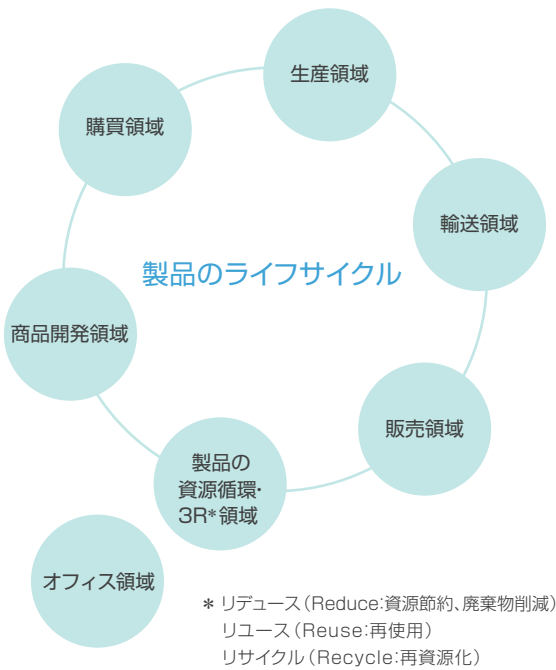 生産領域
購買領域
輸送領域
製品のライフサイクル
商品開発領域
販売領域
製品の
資源循環・
3R*領域
オフィス領域
* リデュース(Reduce:資源節約、廃棄物削減)
リユース(Reuse:再使用)
リサイクル(Recycle:再資源化)